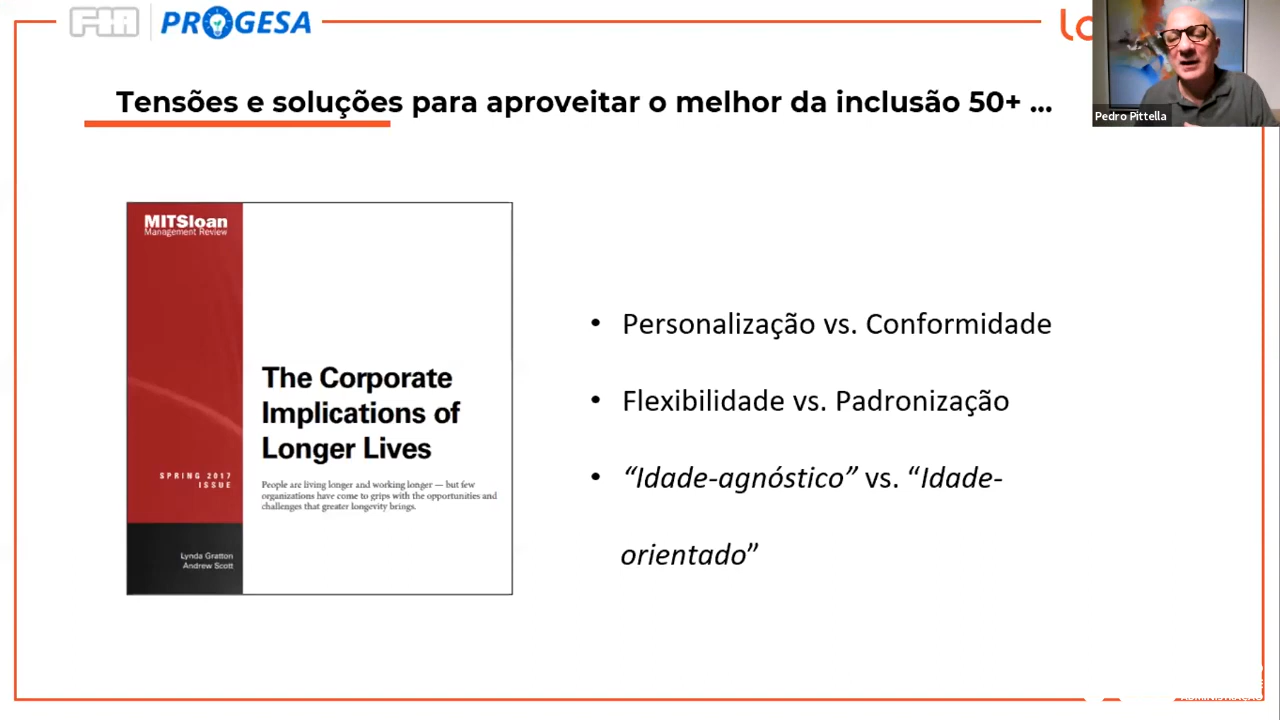 FIA
PROGESA
Pedro Pittella
Tensões e soluções para aproveitar o melhor da inclusão 50+ ...
MITSloan
Management Review
The Corporate
Implications of
Longer Lives
SPRING 2017
ISSUE
People are living longer and working longer — but few
organizations have come to grips with the opportunities and
challenges that greater longevity brings.
Lynda Gratton
Andrew Scott
• Personalização vs. Conformidade
• Flexibilidade vs. Padronização
• “Idade-agnóstico” vs. “Idade-
orientado”
ADMINISTRAÇÃO